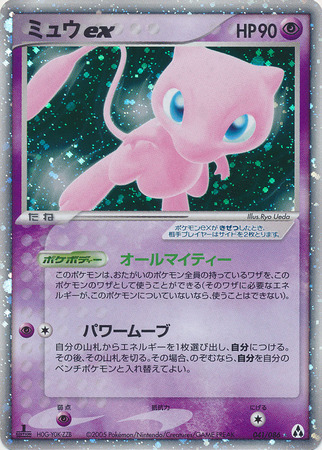 ミュウex HP90
たね
Illus.Ryo Ueda
ポケモンexがきぜつしたとき、
相手プレイヤーはサイドを2枚とります。
ポケボディー オールマイティー
このポケモンは、おたがいのポケモン全員の持っているワザを、この
ポケモンのワザとして使うことができる(そのワザに必要なエネ
ルギーが、このポケモンについていないなら、使うことはできない)。
パワームーブ
自分の山札からエネルギーを1枚選び出し、自分につける。
その後、その山札を切る。その場合、のぞむなら、自分を自分の
ベンチポケモンと入れ替えてよい。
弱点 抵抗力 にげる
H0G-Y0K-ZZB ©2005 Pokémon/Nintendo/Creatures/GAME FREAK